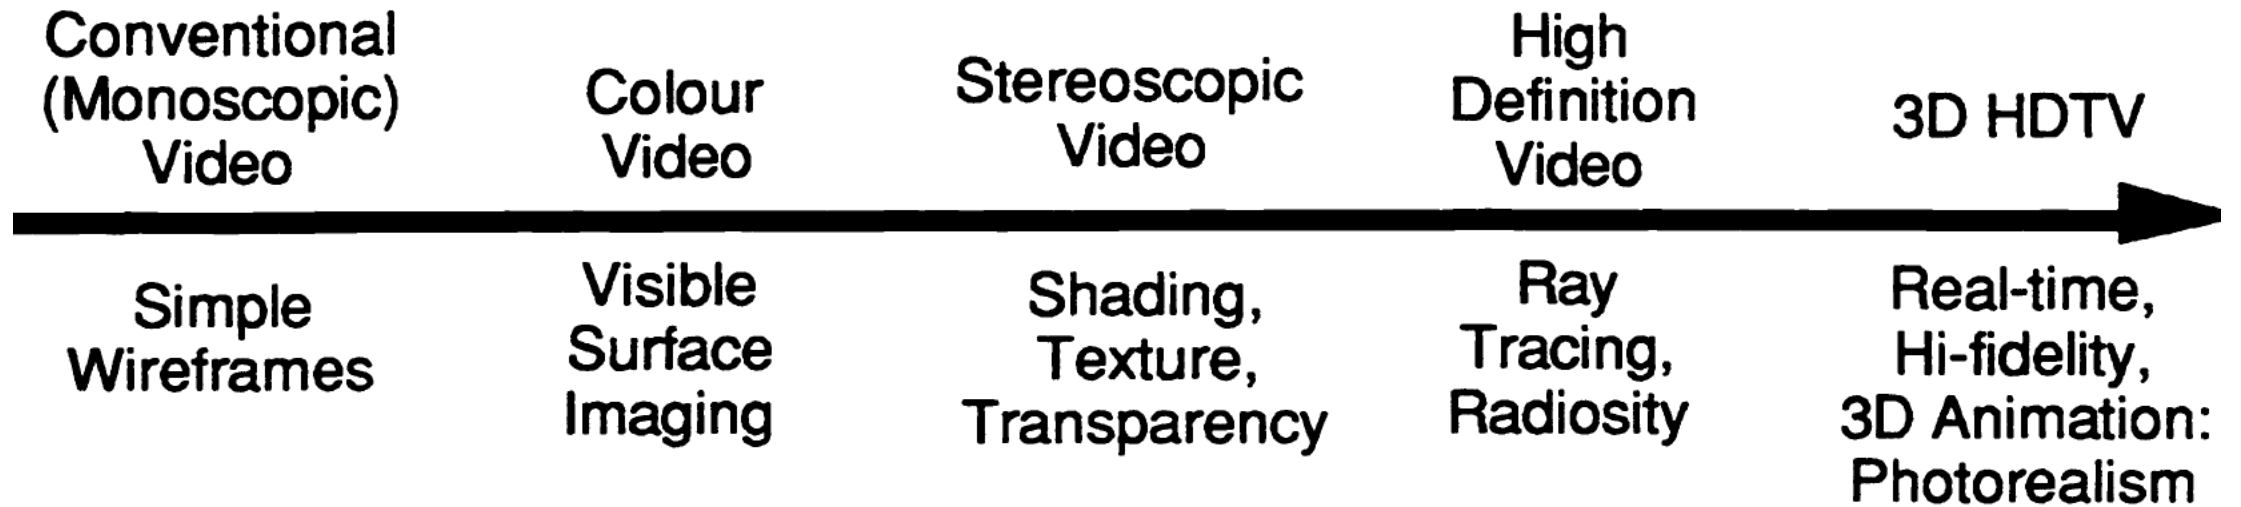 Conventional
(Monoscopic)
Video
Colour
Video
Stereoscopic
Video
High
Definition
Video
3D HDTV
Simple
Wireframes
Visible
Surface
Imaging
Shading,
Texture,
Transparency
Ray
Tracing,
Radiosity
Real-time,
Hi-fidelity,
3D Animation:
Photorealism